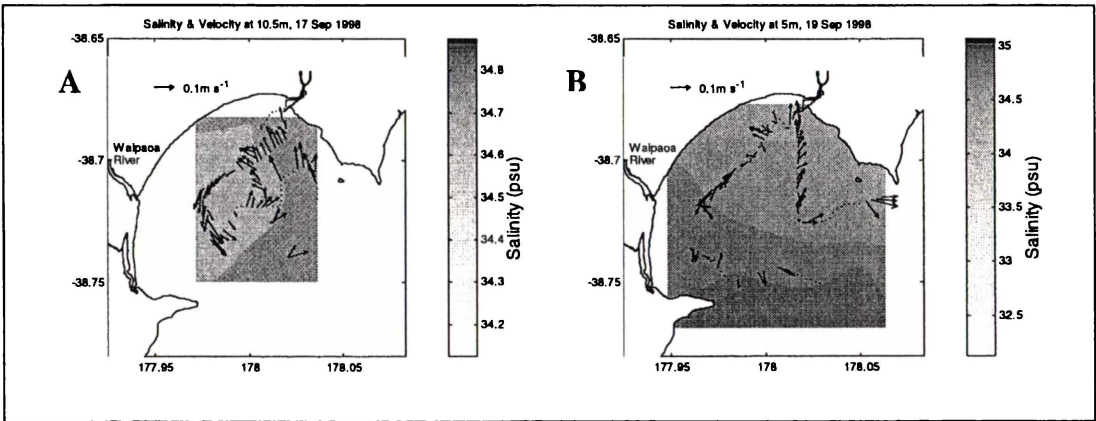 Salinity & Velocity at 10.5m, 17 Sep 1998
A
0.1m s⁻¹
Waipaoa
River
-38.65
-38.7
-38.75
177.95
178
178.05
34.8
34.7
34.6
34.5
34.4
34.3
34.2
Salinity (psu)
Salinity & Velocity at 5m, 19 Sep 1998
B
0.1m s⁻¹
Waipaoa
River
-38.65
-38.7
-38.75
177.95
178
178.05
35
34.5
34
33.5
33
32.5
Salinity (psu)